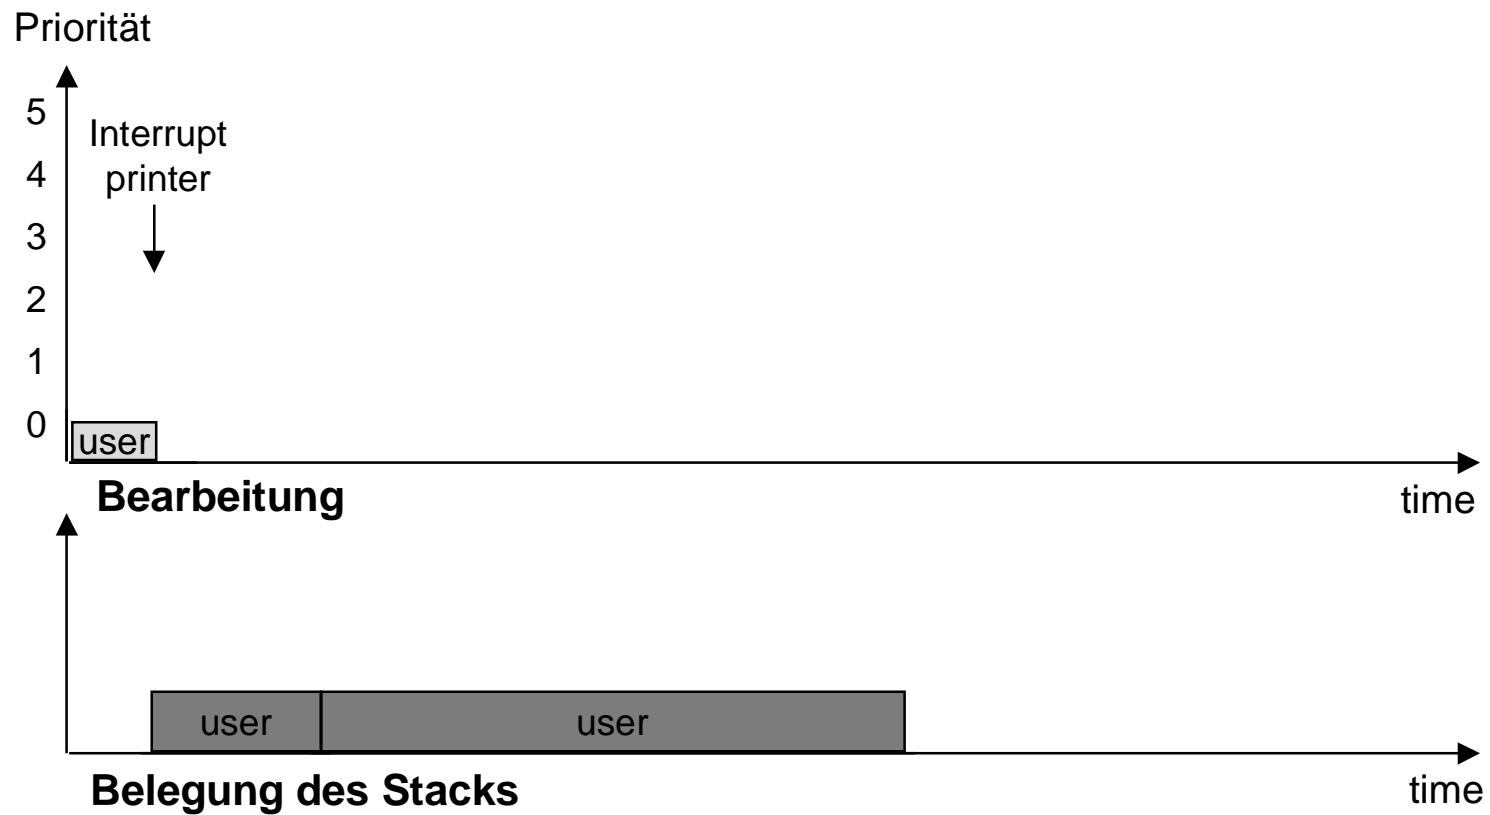 Priorität
5
Interrupt
4
printer
3
2
1
0
user
Bearbeitung
time
user
user
Belegung des Stacks
time